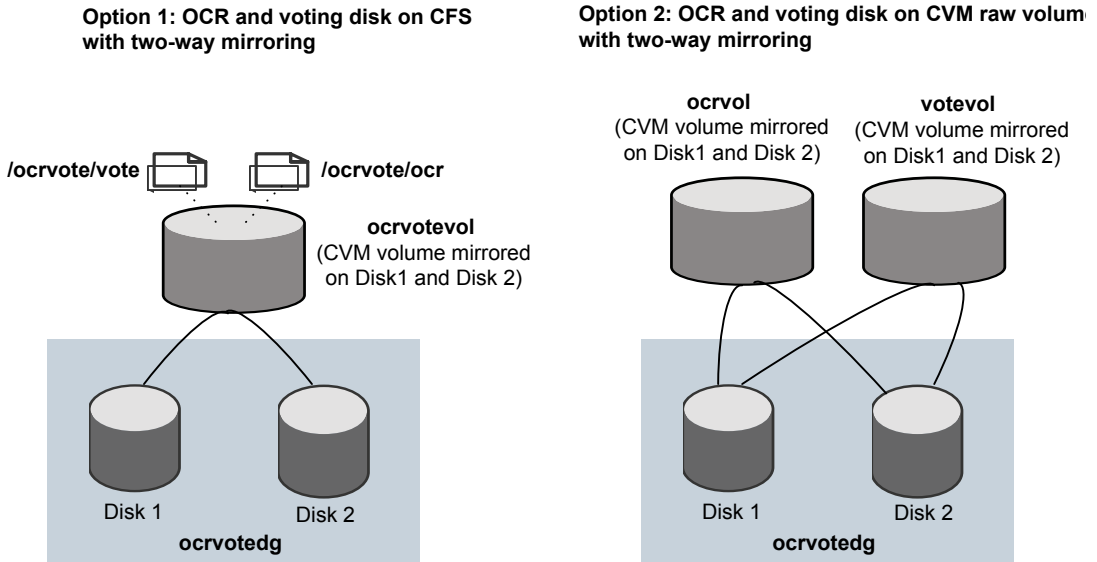 Option 1: OCR and voting disk on CFS
with two-way mirroring
/ocrvote/vote
/ocrvote/ocr
ocrvotevol
(CVM volume mirrored
on Disk1 and Disk 2)
Disk 1
Disk 2
ocrvotedg
Option 2: OCR and voting disk on CVM raw volum
with two-way mirroring
ocrvol
(CVM volume mirrored
on Disk1 and Disk 2)
votevol
(CVM volume mirrored
on Disk1 and Disk 2)
Disk 1
Disk 2
ocrvotedg